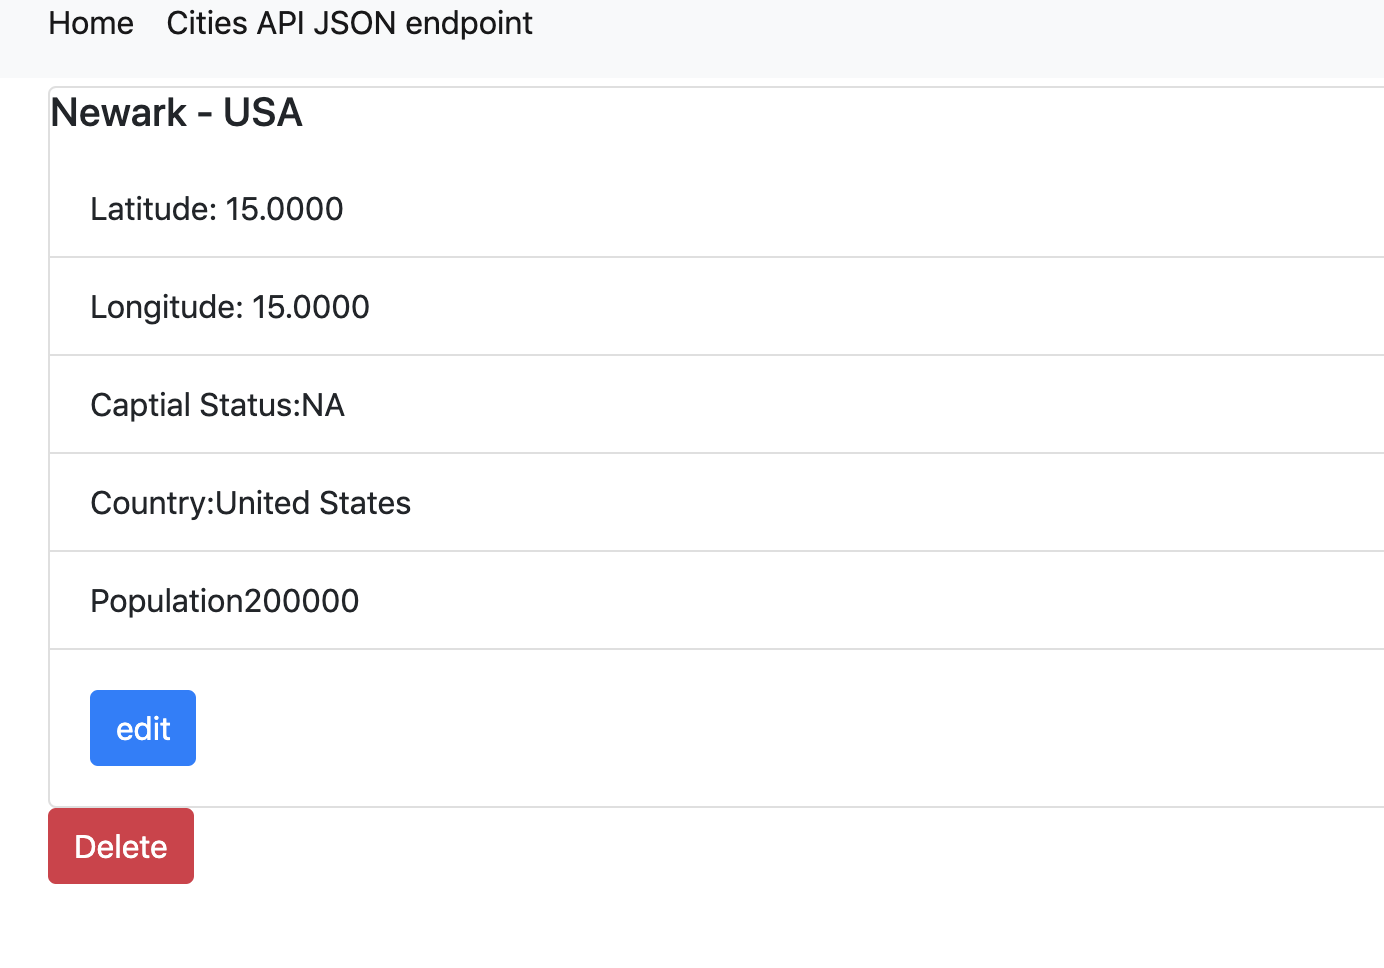 Home Cities API JSON endpoint
Newark - USA
Latitude: 15.0000
Longitude: 15.0000
Captial Status:NA
Country:United States
Population200000
edit
Delete